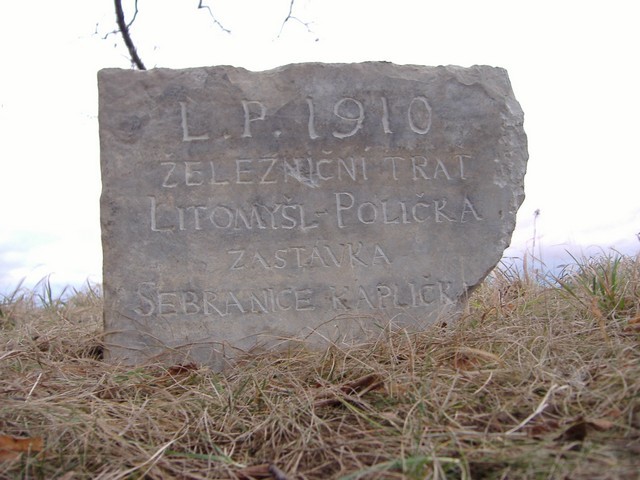 L.P. 1910
ŽELEZNIČNÍ TRAŤ
LITOMYŠL-POLIČKA
ZASTÁVKA
SEBRANICE KAPLIČKA